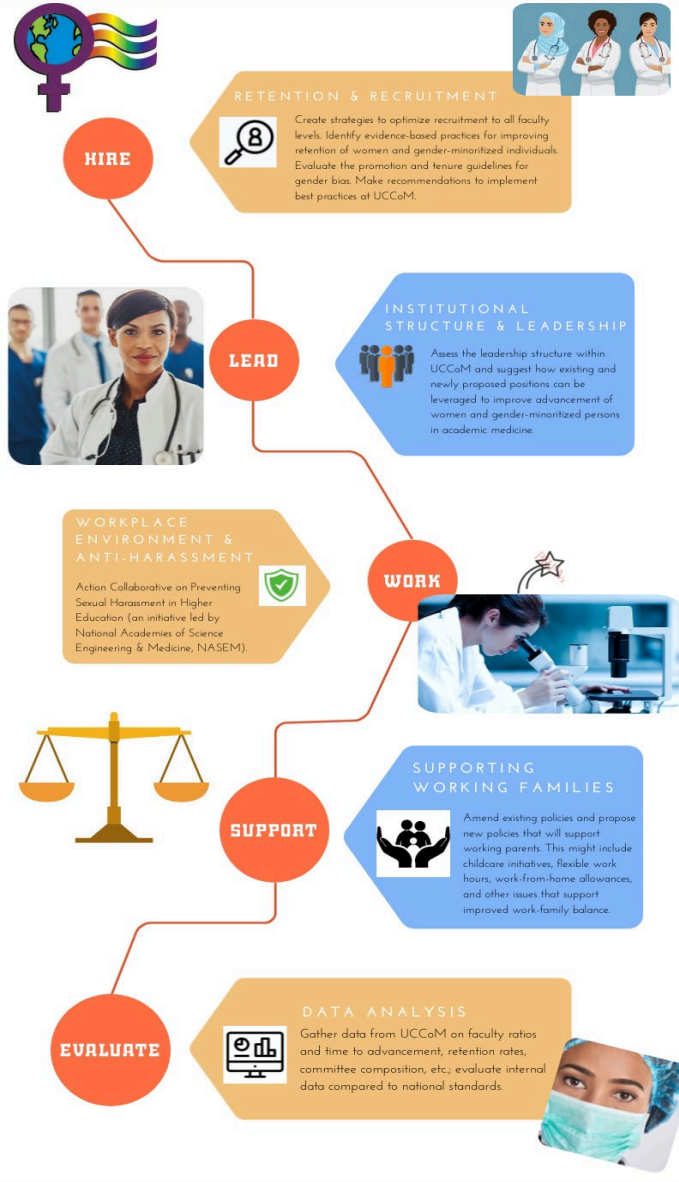 RETENTION & RECRUITMENT
Create strategies to optimize recruitment to all faculty
levels. Identify evidence-based practices for improving
retention of women and gender-minoritized individuals.
Evaluate the promotion and tenure guidelines for
gender bias. Make recommendations to implement
best practices at UCCoM.
HIRE
INSTITUTIONAL
STRUCTURE & LEADERSHIP
LEAD
Assess the leadership structure within
UCCoM and suggest how existing and
newly proposed positions can be
leveraged to improve advancement of
women and gender-minoritized persons
in academic medicine.
WORKPLACE
ENVIRONMENT &
ANTI-HARASSMENT
WORK
Action Collaborative on Preventing
Sexual Harassment in Higher
Education (an initiative led by
National Academies of Science
Engineering & Medicine, NASEM).
SUPPORTING
WORKING FAMILIES
SUPPORT
Amend existing policies and propose
new policies that will support
working parents. This might include
childcare initiatives, flexible work
hours, work-from-home allowances,
and other issues that support
improved work-family balance.
DATA ANALYSIS
EVALUATE
Gather data from UCCoM on faculty ratios
and time to advancement, retention rates,
committee composition, etc.; evaluate internal
data compared to national standards.